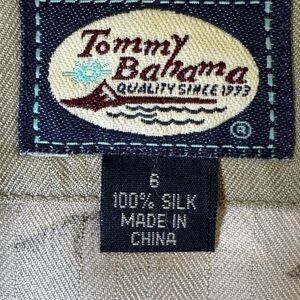 Tommy
Bahama
QUALITY SINCE 1993
®
6
100% SILK
MADE IN
CHINA